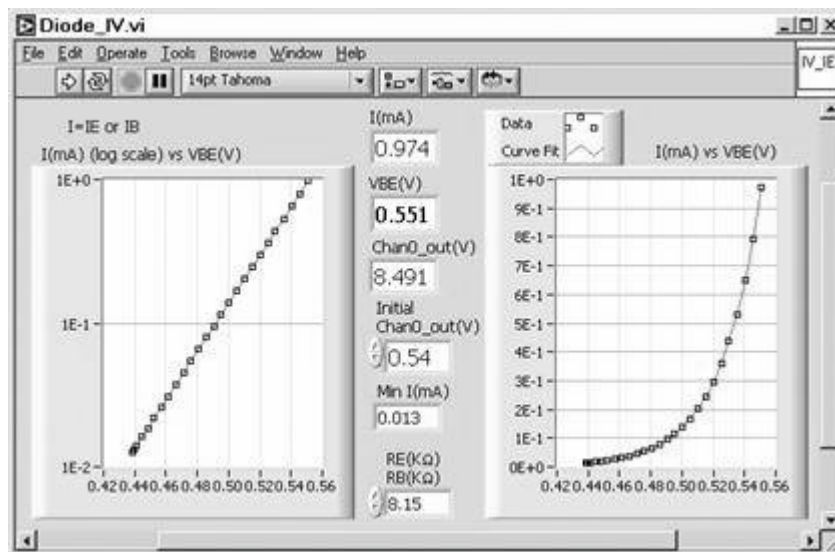 Diode_IV.vi
File Edit Operate Tools Browse Window Help
14pt Tahoma
IV_IE
I=IE or IB
I(mA) (log scale) vs VBE(V)
1E+0
1E-1
1E-2
0.42 0.44 0.46 0.48 0.50 0.52 0.54 0.56
I(mA)
0.974
VBE(V)
0.551
Chan0_out(V)
8.491
Initial
Chan0_out(V)
0.54
Min I(mA)
0.013
RE(KΩ)
RB(KΩ)
8.15
Data
Curve Fit
I(mA) vs VBE(V)
1E+0
9E-1
8E-1
7E-1
6E-1
5E-1
4E-1
3E-1
2E-1
1E-1
0E+0
0.42 0.44 0.46 0.48 0.50 0.52 0.54 0.56